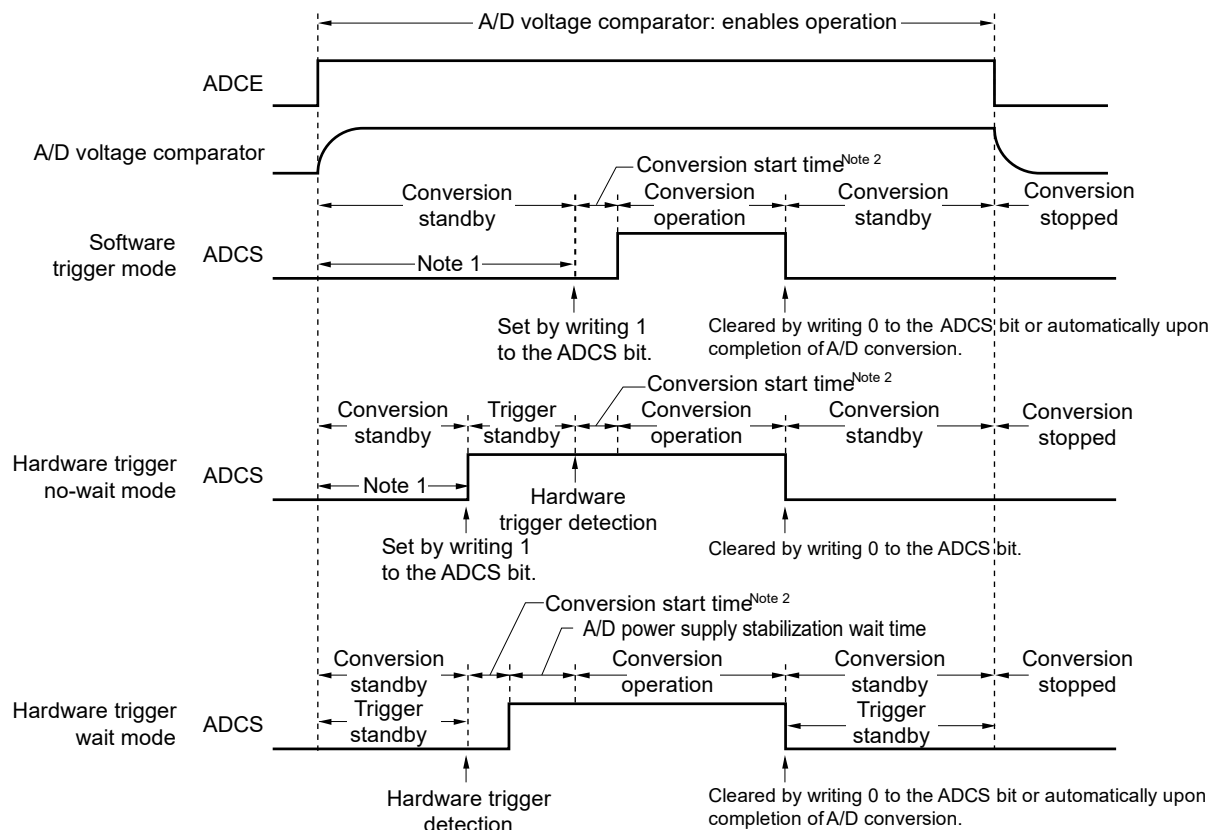 A/D voltage comparator: enables operation
ADCE
A/D voltage comparator
Conversion start time Note 2
Conversion
standby
Conversion
operation
Conversion
standby
Conversion
stopped
Software
trigger mode
ADCS
Note 1
Set by writing 1
to the ADCS bit.
Cleared by writing 0 to the ADCS bit or automatically upon
completion of A/D conversion.
Conversion start time Note 2
Conversion
standby
Trigger
standby
Conversion
operation
Conversion
standby
Conversion
stopped
Hardware trigger
no-wait mode
ADCS
Note 1
Hardware
trigger detection
Set by writing 1
to the ADCS bit.
Cleared by writing 0 to the ADCS bit.
Conversion start time Note 2
A/D power supply stabilization wait time
Conversion
standby
Conversion
operation
Conversion
standby
Conversion
stopped
Hardware trigger
wait mode
ADCS
Trigger
standby
Trigger
standby
Hardware trigger
detection
Cleared by writing 0 to the ADCS bit or automatically upon
completion of A/D conversion.